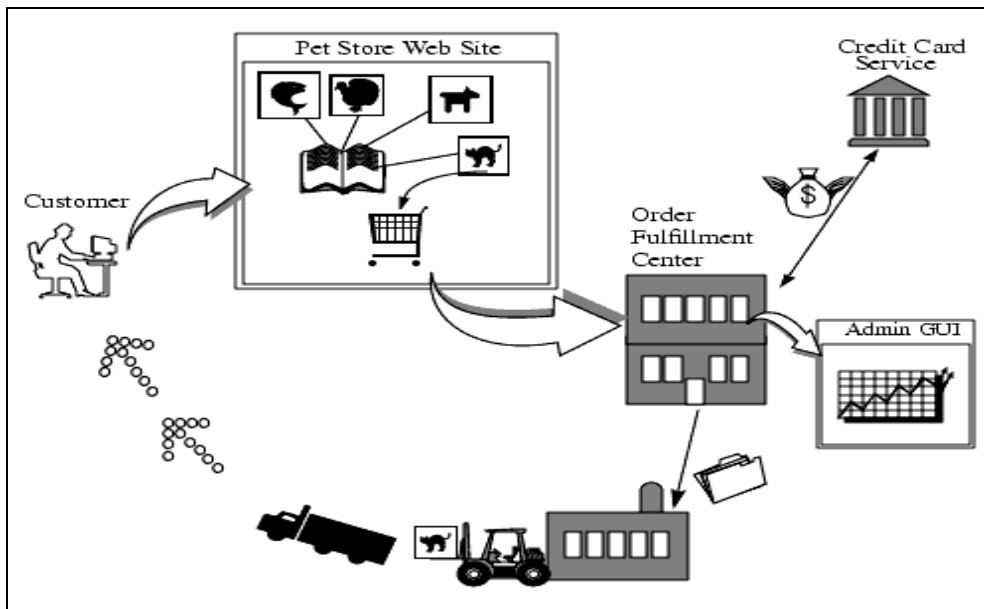 Pet Store Web Site
Credit Card
Service
Customer
$
Order
Fulfillment
Center
Admin GUI